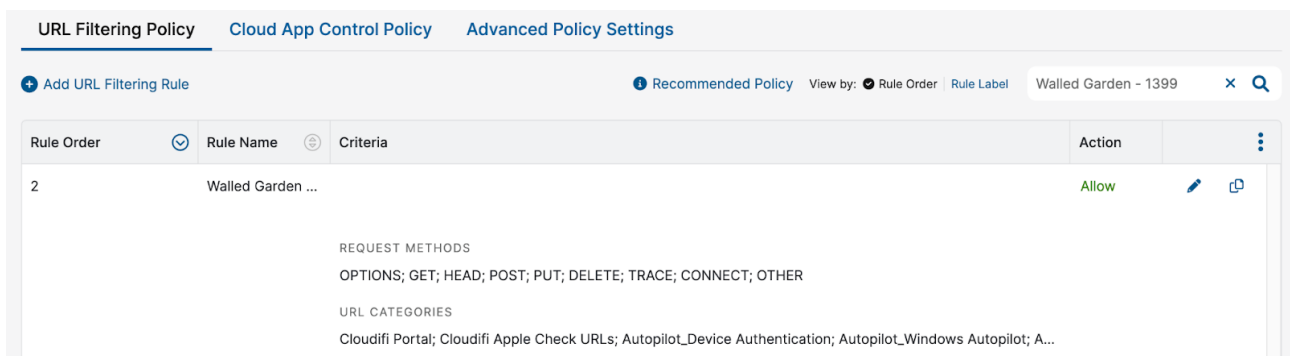 URL Filtering Policy Cloud App Control Policy Advanced Policy Settings
Add URL Filtering Rule Recommended Policy View by: Rule Order Rule Label Walled Garden - 1399
Rule Order Rule Name Criteria Action
2 Walled Garden ... Allow
REQUEST METHODS
OPTIONS; GET; HEAD; POST; PUT; DELETE; TRACE; CONNECT; OTHER
URL CATEGORIES
Cloudifi Portal; Cloudifi Apple Check URLs; Autopilot_Device Authentication; Autopilot_Windows Autopilot; A...